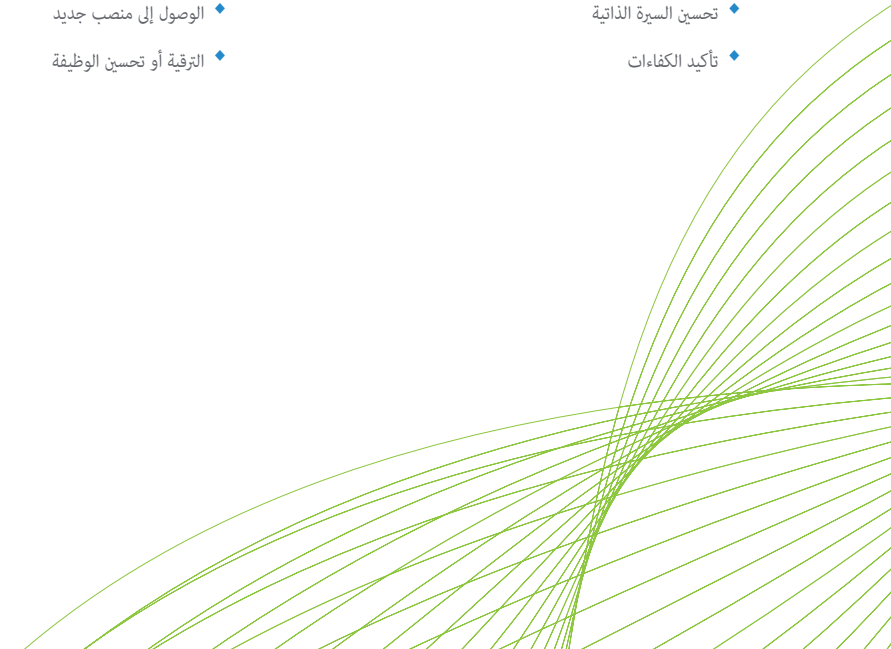 تحسين السيرة الذاتية
تأكيد الكفاءات
الوصول إلى منصب جديد
الترقية أو تحسين الوظيفة